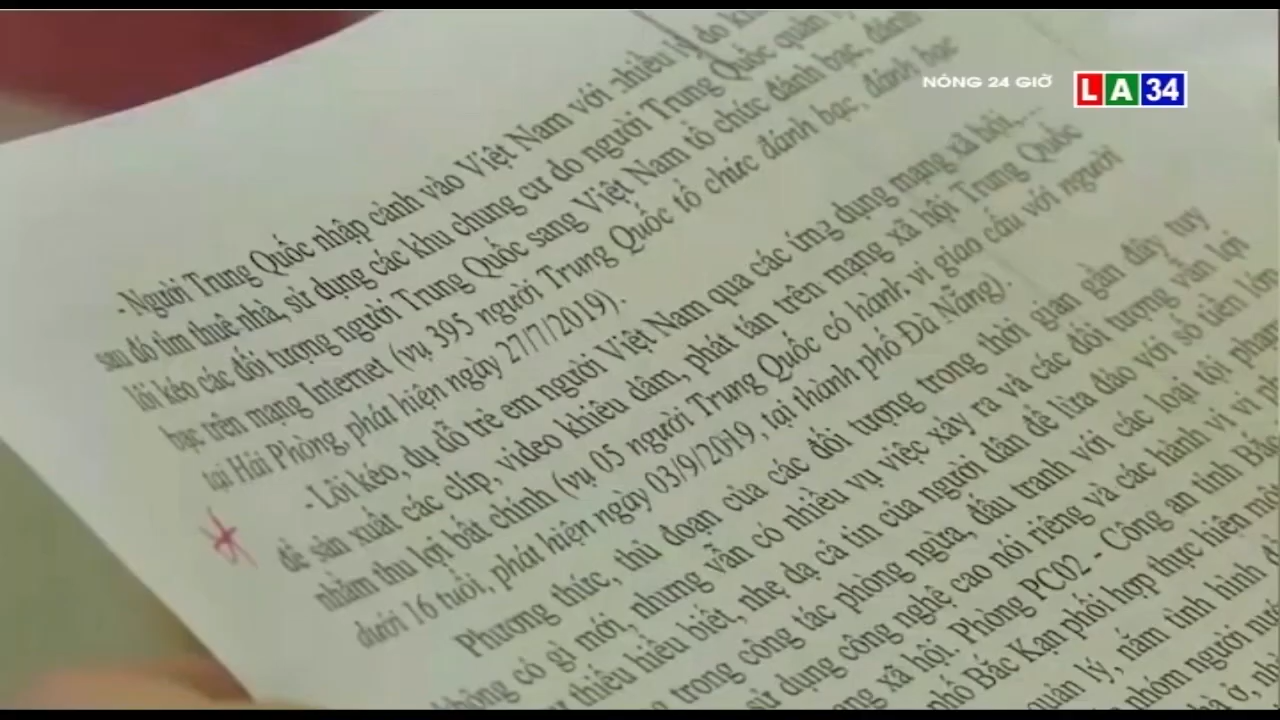 NÓNG 24 GIỜ
LA34
- Người Trung Quốc nhập cảnh vào Việt Nam với nhiều lý do
sau đó tìm thuê nhà, sử dụng các khu chung cư do người Trung Quốc quản
lôi kéo các đối tượng người Trung Quốc sang Việt Nam tổ chức đánh bạc, đánh
bạc trên mạng Internet (vụ 395 người Trung Quốc tổ chức đánh bạc, đánh bạc
tại Hải Phòng, phát hiện ngày 27/7/2019).
- Lôi kéo, dụ dỗ trẻ em người Việt Nam qua các ứng dụng mạng xã hội,...
để sản xuất các clip, video khiêu dâm, phát tán trên mạng xã hội Trung Quốc
nhằm thu lợi bất chính (vụ 05 người Trung Quốc có hành vi giao cấu với người
dưới 16 tuổi, phát hiện ngày 03/9/2019, tại thành phố Đà Nẵng).
Phương thức, thủ đoạn của các đối tượng trong thời gian gần đây tuy
không có gì mới, nhưng vẫn có nhiều vụ việc xảy ra và các đối tượng vẫn lợi
thiếu hiểu biết, nhẹ dạ cả tin của người dân để lừa đảo với số tiền lớn
trong công tác phòng ngừa, đấu tranh với các loại tội phạm
sử dụng công nghệ cao nói riêng và các hành vi vi
xã hội. Phòng PC02 - Công an tỉnh Bắc
phố Bắc Kạn phối hợp thực hiện một
quản lý, nắm tình hình
nhóm người nước
ở,